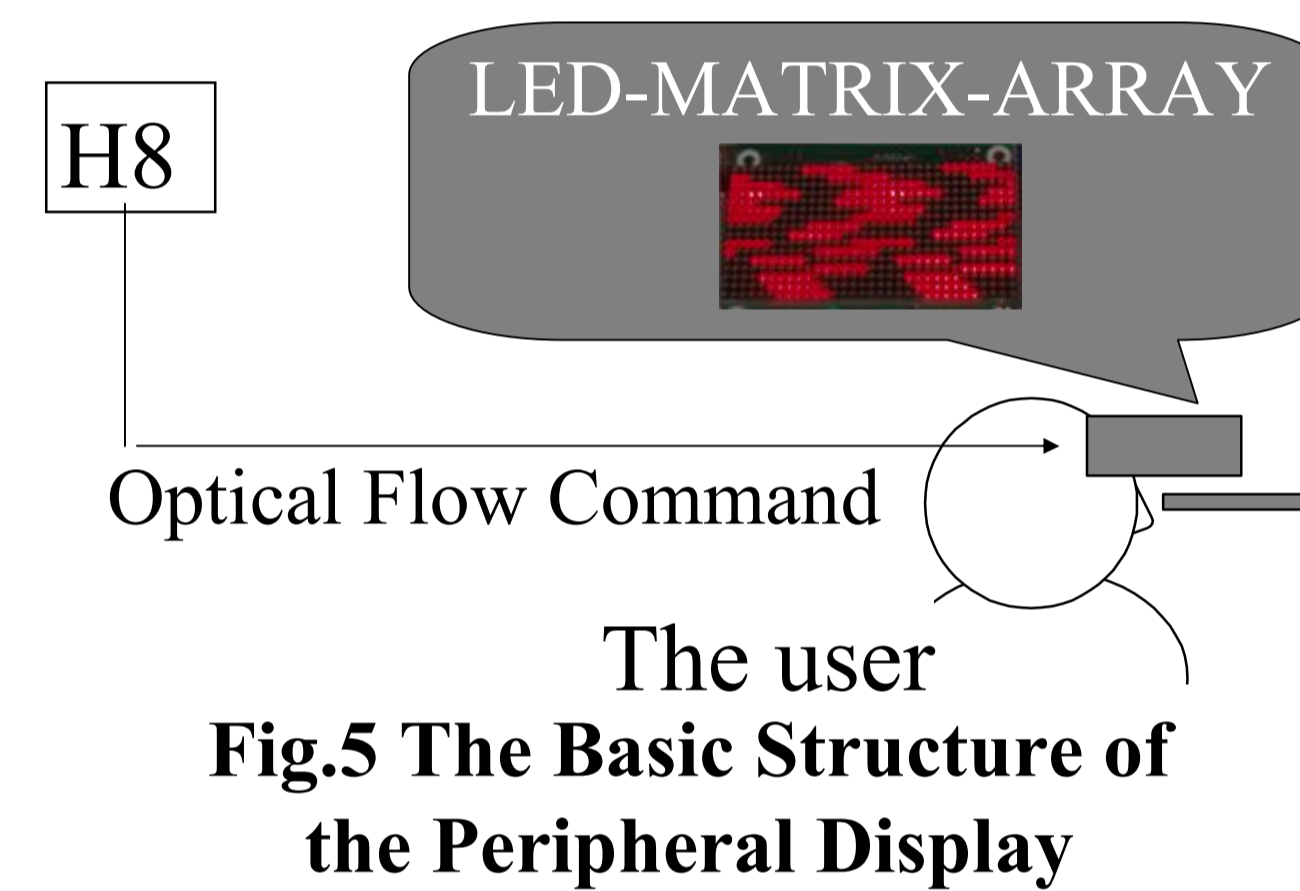 LED-MATRIX-ARRAY
H8
Optical Flow Command
The user
Fig.5 The Basic Structure of
the Peripheral Display